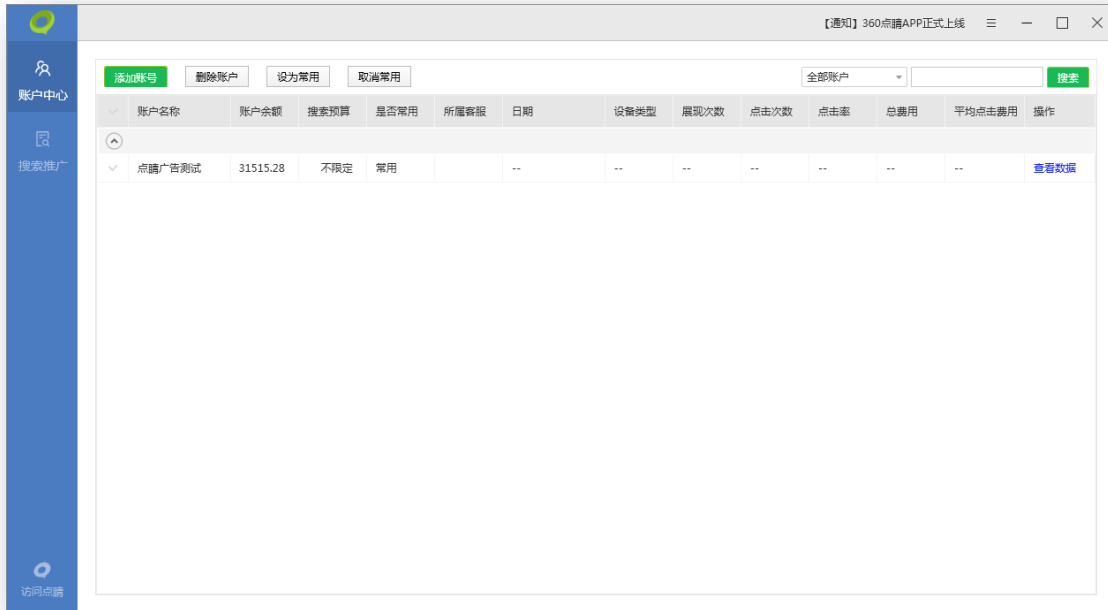 【通知】360点睛APP正式上线
账户中心
搜索推广
访问点睛
添加账号 删除账户 设为常用 取消常用 全部账户 搜索
账户名称 账户余额 搜索预算 是否常用 所属客服 日期 设备类型 展现次数 点击次数 点击率 总费用 平均点击费用 操作
点睛广告测试 31515.28 不限定 常用 -- -- -- -- -- -- -- 查看数据